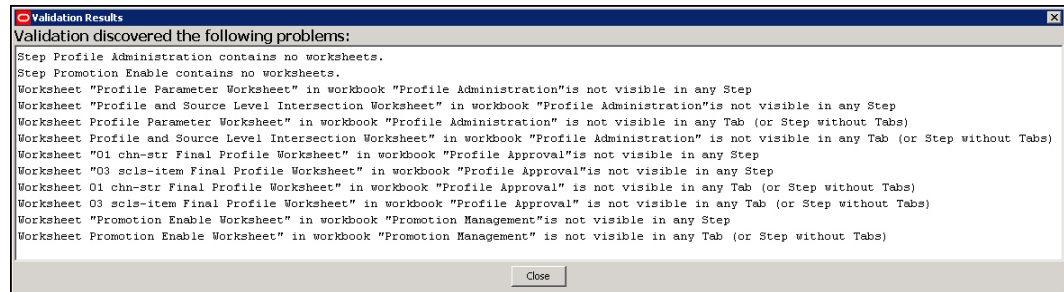 Validation Results
Validation discovered the following problems:
Step Profile Administration contains no worksheets.
Step Promotion Enable contains no worksheets.
Worksheet "Profile Parameter Worksheet" in workbook "Profile Administration"is not visible in any Step
Worksheet "Profile and Source Level Intersection Worksheet" in workbook "Profile Administration"is not visible in any Step
Worksheet Profile Parameter Worksheet" in workbook "Profile Administration" is not visible in any Tab (or Step without Tabs)
Worksheet Profile and Source Level Intersection Worksheet" in workbook "Profile Administration" is not visible in any Tab (or Step without Tabs)
Worksheet "01 chn-str Final Profile Worksheet" in workbook "Profile Approval"is not visible in any Step
Worksheet "03 scls-item Final Profile Worksheet" in workbook "Profile Approval"is not visible in any Step
Worksheet 01 chn-str Final Profile Worksheet" in workbook "Profile Approval" is not visible in any Tab (or Step without Tabs)
Worksheet 03 scls-item Final Profile Worksheet" in workbook "Profile Approval" is not visible in any Tab (or Step without Tabs)
Worksheet "Promotion Enable Worksheet" in workbook "Promotion Management"is not visible in any Step
Worksheet Promotion Enable Worksheet" in workbook "Promotion Management" is not visible in any Tab (or Step without Tabs)
Close